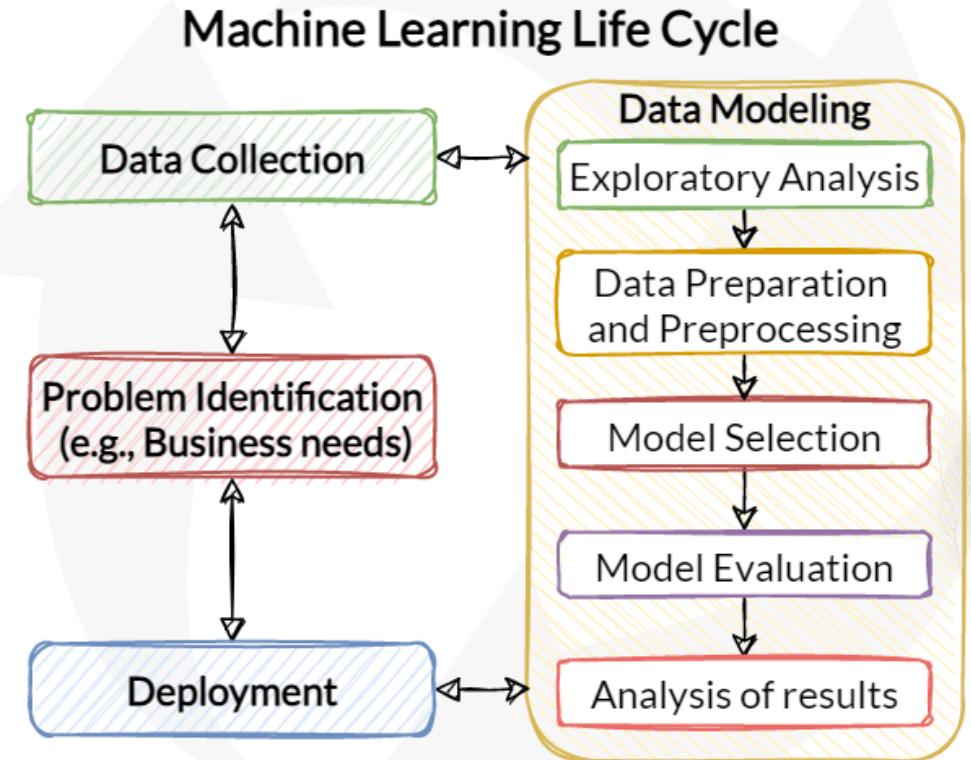 Machine Learning Life Cycle
Data Collection
Problem Identification
(e.g., Business needs)
Deployment
Data Modeling
Exploratory Analysis
Data Preparation
and Preprocessing
Model Selection
Model Evaluation
Analysis of results